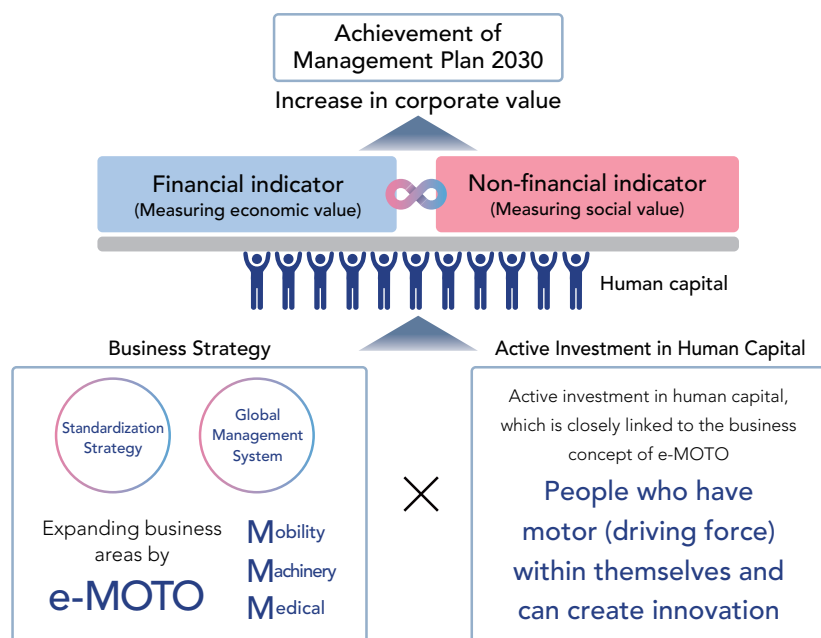 Achievement of
Management Plan 2030
Increase in corporate value
Financial indicator
(Measuring economic value)
Non-financial indicator
(Measuring social value)
Human capital
Business Strategy
Standardization
Strategy
Global
Management
System
Expanding business
areas by
e-MOTO
Mobility
Machinery
Medical
Active Investment in Human Capital
Active investment in human capital,
which is closely linked to the business
concept of e-MOTO
People who have
motor (driving force)
within themselves and
can create innovation